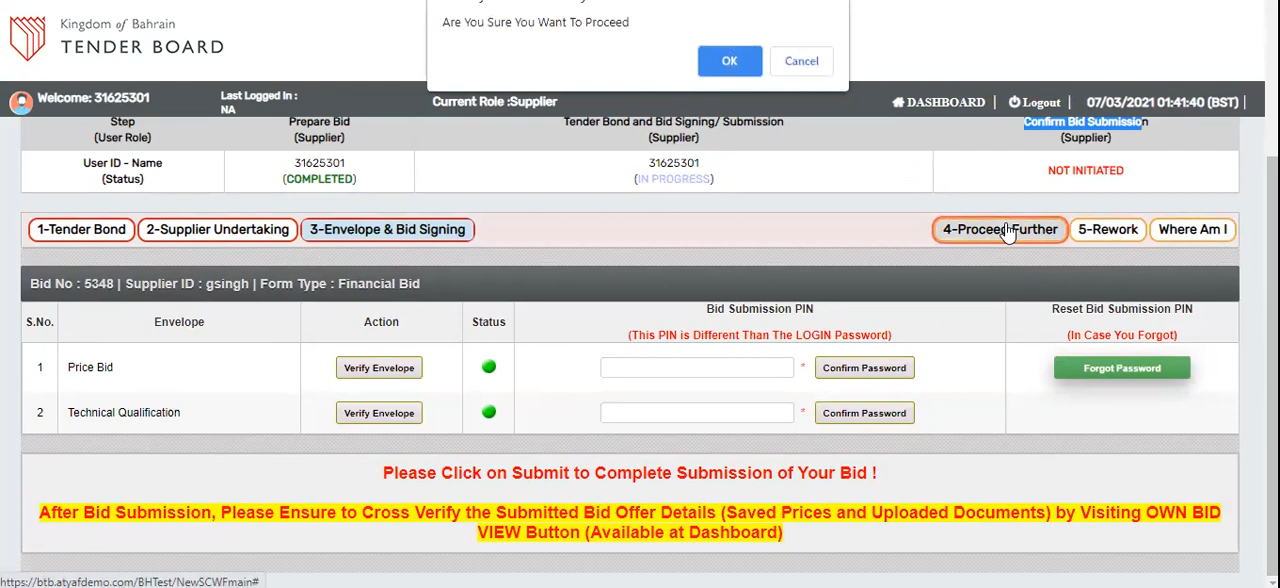 Kingdom of Bahrain
TENDER BOARD
Are You Sure You Want To Proceed
OK
Cancel
Welcome: 31625301
Last Logged In :
NA
Current Role :Supplier
DASHBOARD |
Logout |
07/03/2021 01:41:40 (BST) |
Step
(User Role)
Prepare Bid
(Supplier)
Tender Bond and Bid Signing/ Submission
(Supplier)
Confirm Bid Submission
(Supplier)
User ID - Name
(Status)
31625301
(COMPLETED)
31625301
(IN PROGRESS)
NOT INITIATED
1-Tender Bond
2-Supplier Undertaking
3-Envelope & Bid Signing
4-Proceed Further
5-Rework
Where Am I
Bid No : 5348 | Supplier ID : gsingh | Form Type : Financial Bid
S.No.
Envelope
Action
Status
Bid Submission PIN
(This PIN is Different Than The LOGIN Password)
Reset Bid Submission PIN
(In Case You Forgot)
1
Price Bid
Verify Envelope
*
Confirm Password
Forgot Password
2
Technical Qualification
Verify Envelope
*
Confirm Password
Please Click on Submit to Complete Submission of Your Bid !
After Bid Submission, Please Ensure to Cross Verify the Submitted Bid Offer Details (Saved Prices and Uploaded Documents) by Visiting OWN BID
VIEW Button (Available at Dashboard)
https://btb.atyafdemo.com/BHTest/NewSCWFmain#